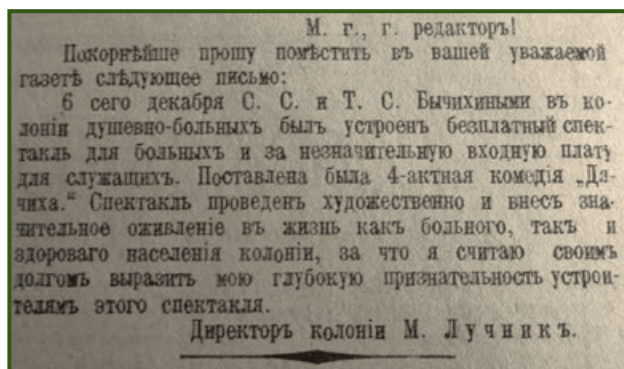 М. г., г. редакторъ!
Покорнѣйше прошу помѣстить въ вашей уважаемой
газетѣ слѣдующее письмо:
6 сего декабря С. С. и Т. С. Бычихиными въ ко-
лоніи душевно-больныхъ былъ устроенъ безплатный спек-
такль для больныхъ и за незначительную входную плату
для служащихъ. Поставлена была 4-актная комедія „Дя-
чиха.“ Спектакль проведенъ художественно и внесъ зна-
чительное оживленіе въ жизнь какъ больного, такъ и
здороваго населенія колоніи, за что я считаю своимъ
долгомъ выразить мою глубокую признательность устрои-
телямъ этого спектакля.
Директоръ колоніи М. Лучникъ.